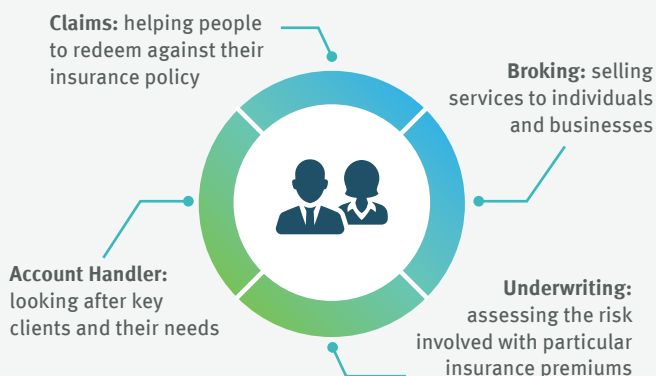 Claims: helping people
to redeem against their
insurance policy
Broking: selling
services to individuals
and businesses
Account Handler:
looking after key
clients and their needs
Underwriting:
assessing the risk
involved with particular
insurance premiums